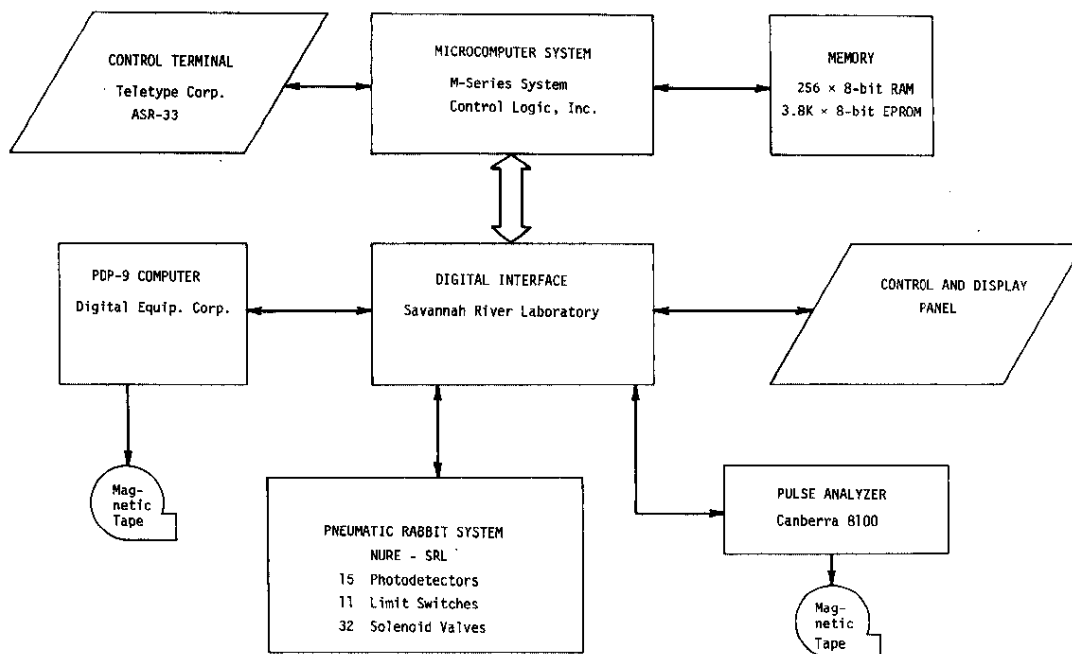 CONTROL TERMINAL
Teletype Corp.
ASR-33
MICROCOMPUTER SYSTEM
M-Series System
Control Logic, Inc.
MEMORY
256 × 8-bit RAM
3.8K × 8-bit EPROM
PDP-9 COMPUTER
Digital Equip. Corp.
DIGITAL INTERFACE
Savannah River Laboratory
CONTROL AND DISPLAY
PANEL
Mag-
netic
Tape
PNEUMATIC RABBIT SYSTEM
NURE - SRL
15 Photodetectors
11 Limit Switches
32 Solenoid Valves
PULSE ANALYZER
Canberra 8100
Mag-
netic
Tape